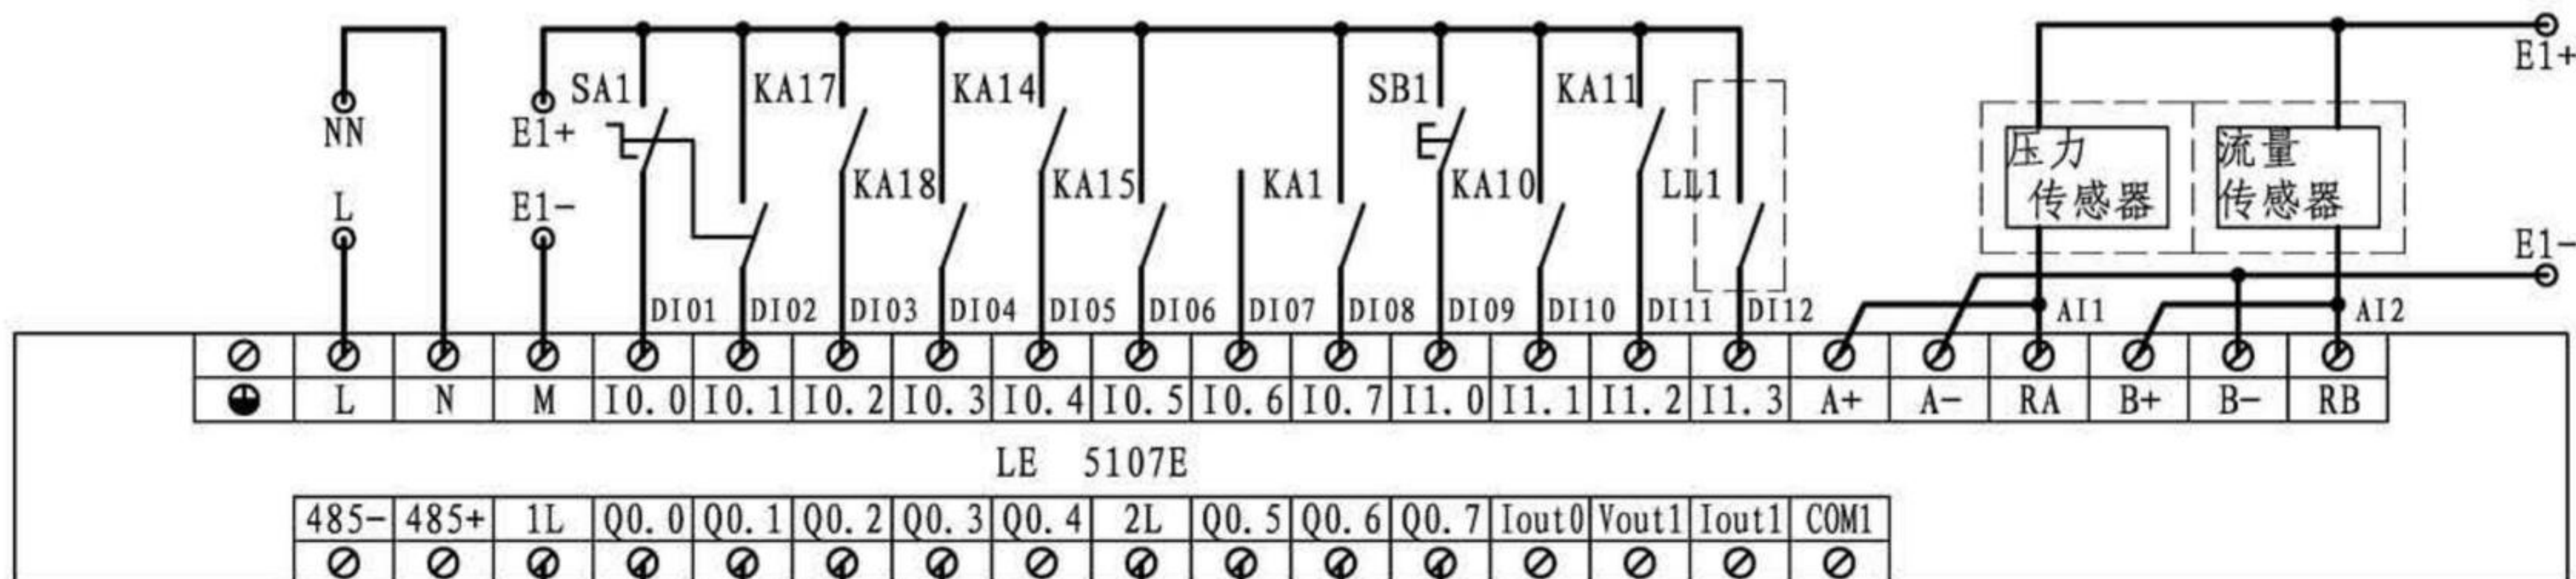 E1+
SA1 KA17 KA14 SB1 KA11
NN E1+
压力 流量
传感器 传感器
KA18 KA15 KA1 KA10 LL1
L E1-
E1-
DI01 DI02 DI03 DI04 DI05 DI06 DI07 DI08 DI09 DI10 DI11 DI12 AI1 AI2
L N M I0.0 I0.1 I0.2 I0.3 I0.4 I0.5 I0.6 I0.7 I1.0 I1.1 I1.2 I1.3 A+ A- RA B+ B- RB
LE 5107E
485- 485+ 1L Q0.0 Q0.1 Q0.2 Q0.3 Q0.4 2L Q0.5 Q0.6 Q0.7 Iout0 Vout1 Iout1 COM1